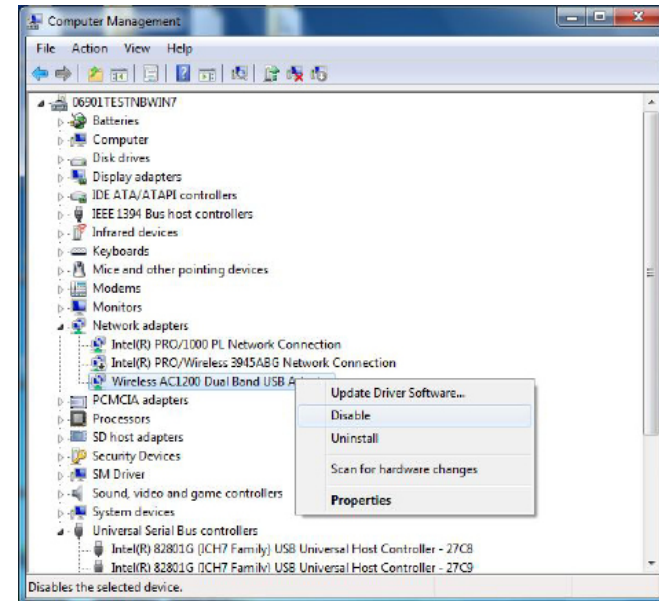 Computer Management
File Action View Help
06901TESTNBWIN7
Batteries
Computer
Disk drives
Display adapters
IDE ATA/ATAPI controllers
IEEE 1394 Bus host controllers
Infrared devices
Keyboards
Mice and other pointing devices
Modems
Monitors
Network adapters
Intel(R) PRO/1000 PL Network Connection
Intel(R) PRO/Wireless 3945ABG Network Connection
Wireless AC1200 Dual Band USB
PCMCIA adapters
Processors
SD host adapters
Security Devices
SM Driver
Sound, video and game controllers
System devices
Universal Serial Bus controllers
Intel(R) 82801G (ICH7 Family) USB Universal Host Controller - 27C8
Intel(R) 82801G (ICH7 Family) USB Universal Host Controller - 27C9
Update Driver Software...
Disable
Uninstall
Scan for hardware changes
Properties
Disables the selected device.